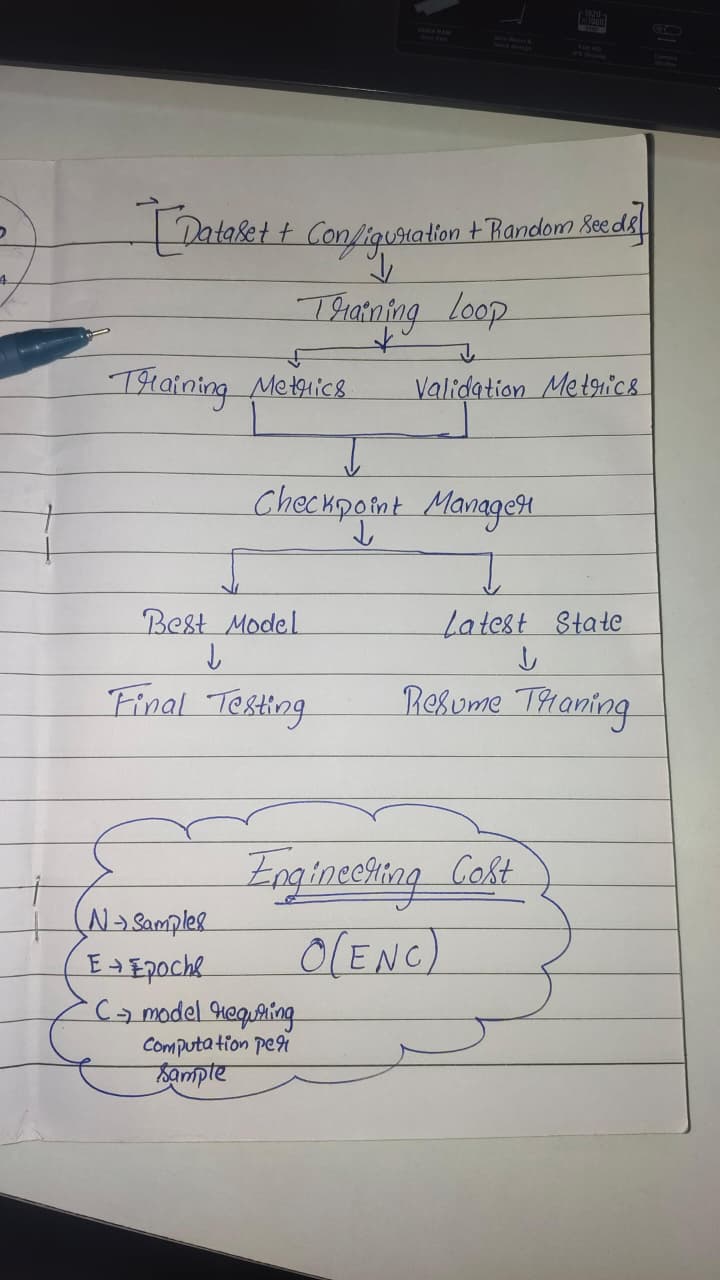 [Dataset + Configuration + Random Seeds]
Training Loop
Training Metrics Validation Metrics
Checkpoint Manager
Best Model Latest State
Final Testing Resume Traning
Engineering Cost
N → Samples
E → Epochs O(ENC)
C → model requring
computation per
sample